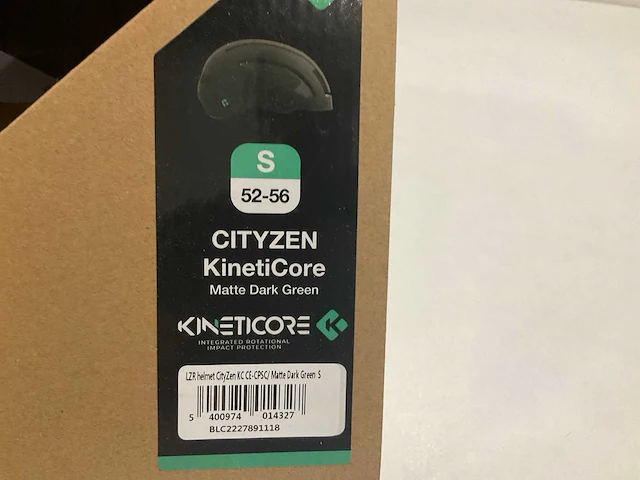 S
52-56
CITYZEN
KinetiCore
Matte Dark Green
KINETICORE
INTEGRATED ROTATIONAL
IMPACT PROTECTION
LZR helmet CityZen KC CE-CPSC/ Matte Dark Green S
5 400974 014327
BLC2227891118